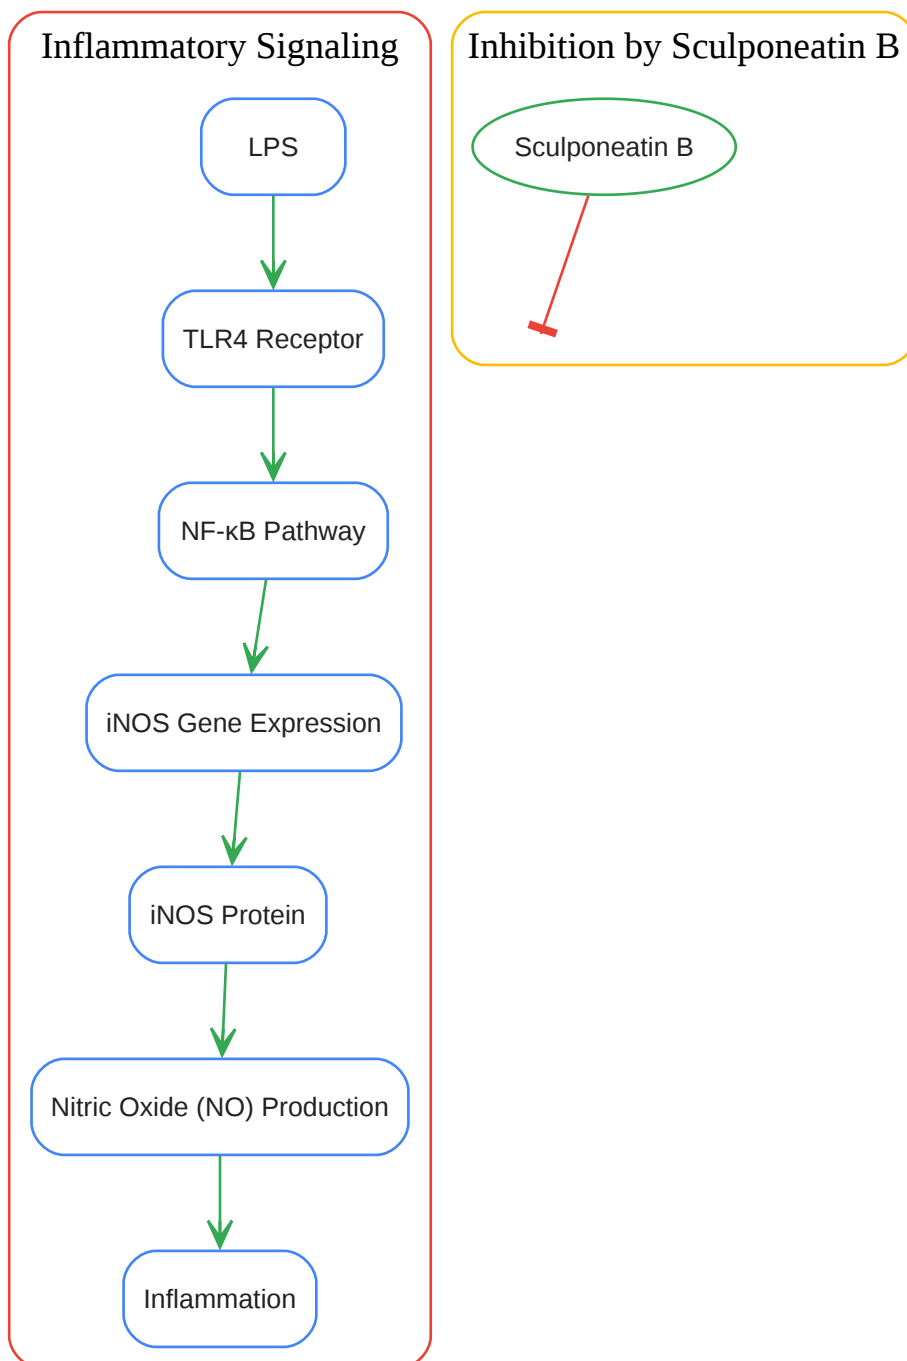 Inflammatory Signaling
LPS
TLR4 Receptor
NF-κB Pathway
iNOS Gene Expression
iNOS Protein
Nitric Oxide (NO) Production
Inflammation
Inhibition by Sculponeatin B
Sculponeatin B